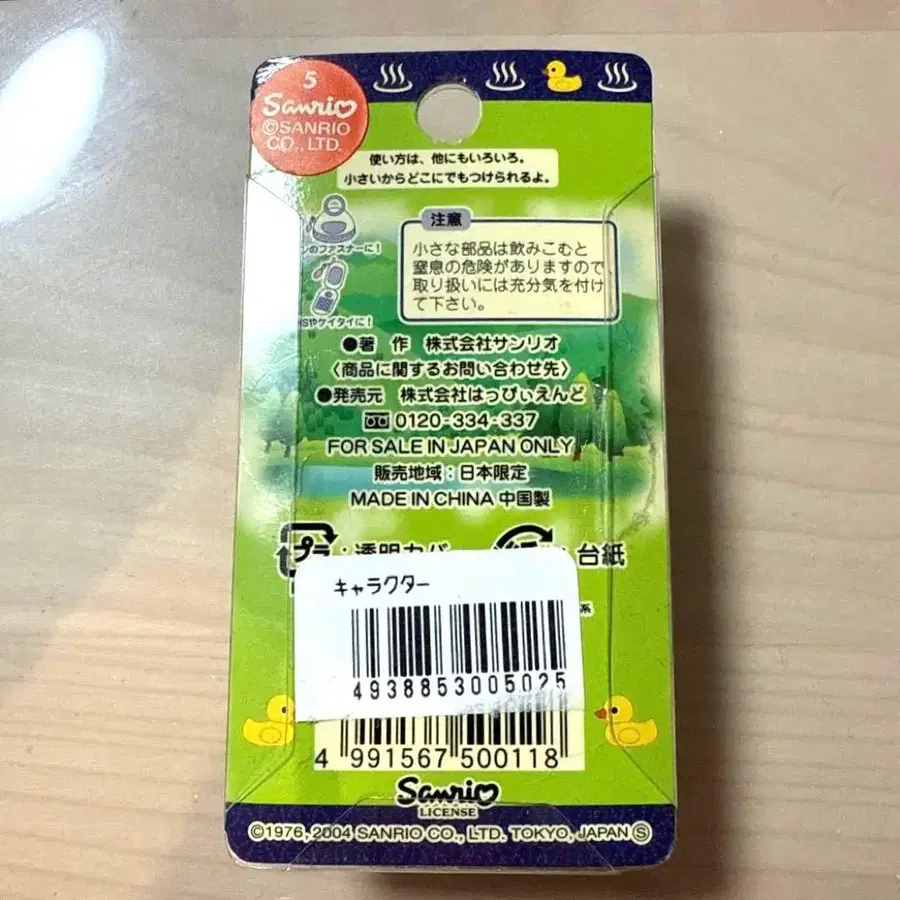 5
Sanrio
©SANRIO
CO., LTD.
使い方は、他にもいろいろ。
小さいからどこにでもつけられるよ。
注意
小さな部品は飲みこむと
窒息の危険がありますので、
取り扱いには充分気を付け
て下さい。
のファスナーに!
やケイタイに!
●著 作 株式会社サンリオ
〈商品に関するお問い合わせ先〉
●発売元 株式会社はっぴぃえんど
0120-334-337
FOR SALE IN JAPAN ONLY
販売地域:日本限定
MADE IN CHINA 中国製
プラ:透明カバー
台紙
系
キャラクター
4938853005025
4 991567 500118
Sanrio
LICENSE
©1976, 2004 SANRIO CO., LTD. TOKYO, JAPAN Ⓢ